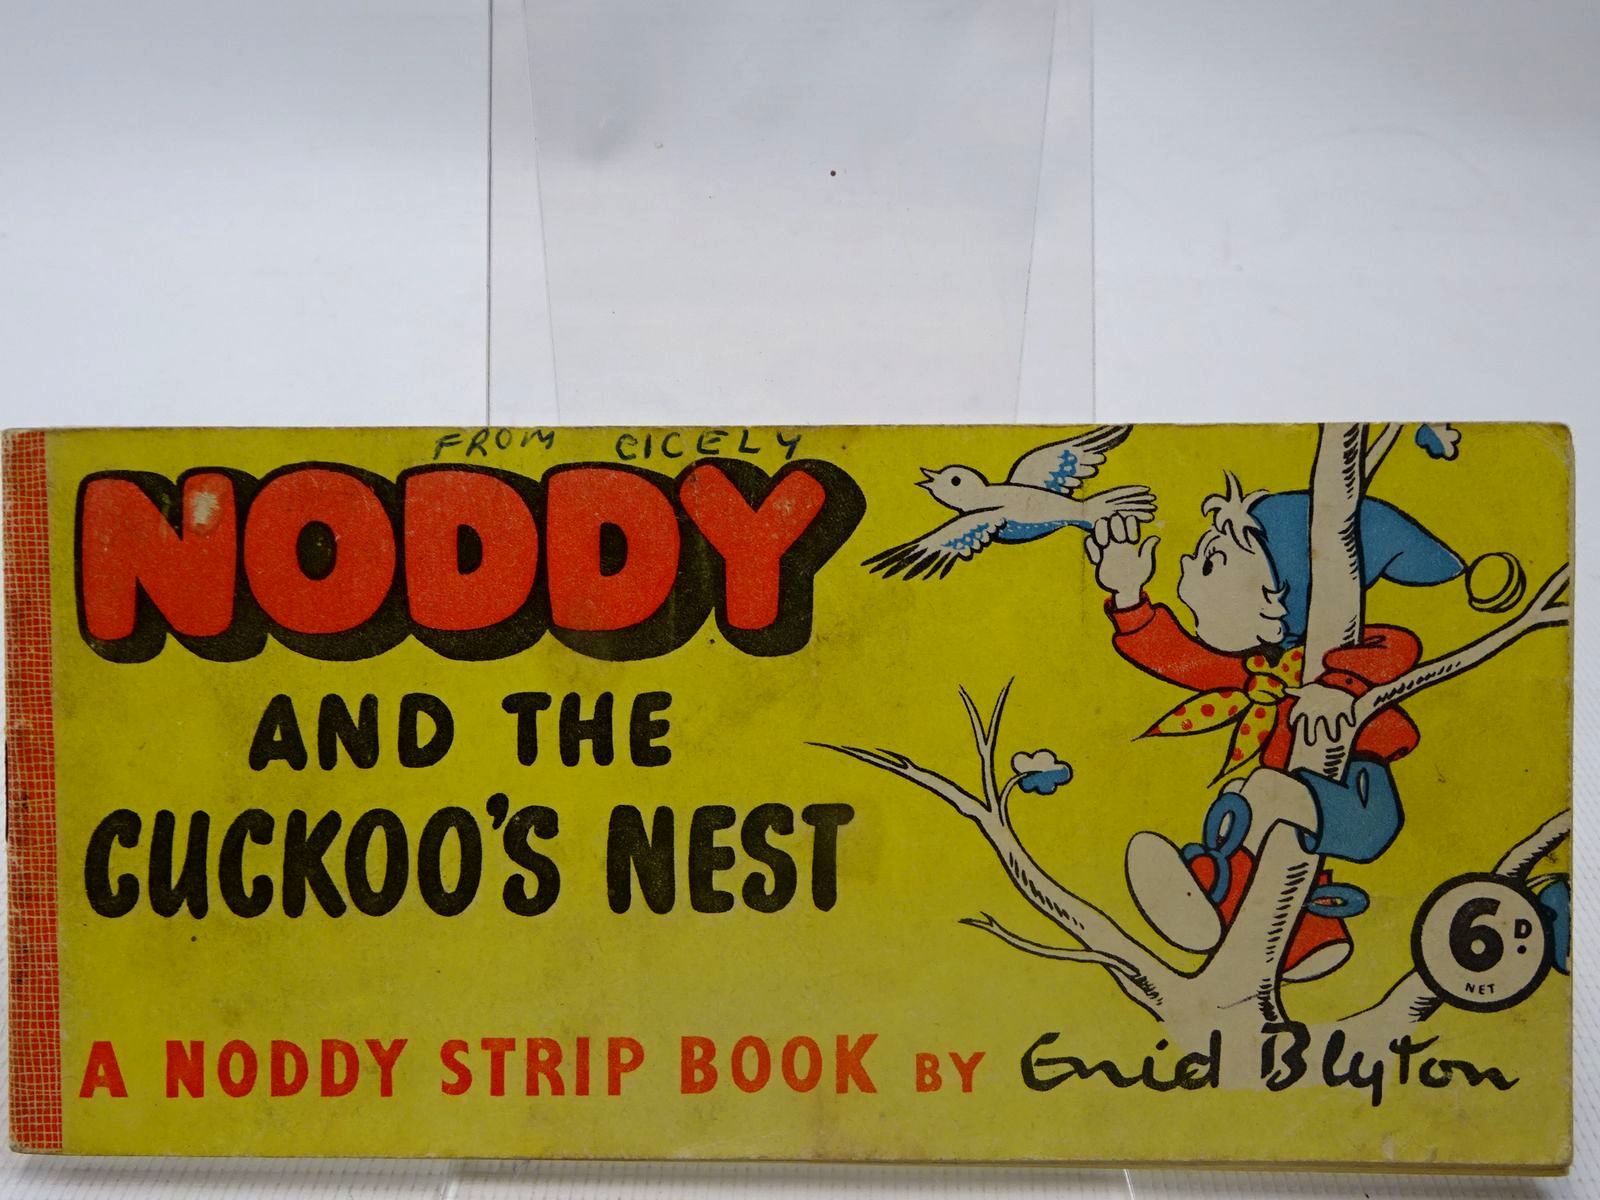 FROM CICELY
NODDY
AND THE
CUCKOO'S NEST
6D.
NET
A NODDY STRIP BOOK BY Enid Blyton